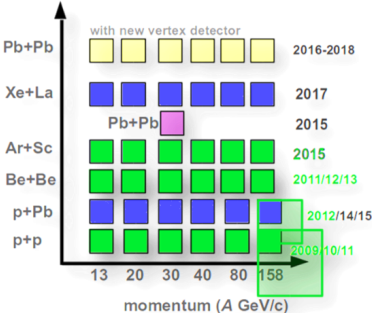 with new vertex detector
Pb+Pb 2016-2018
Xe+La 2017
Pb+Pb 2015
Ar+Sc 2015
Be+Be 2011/12/13
p+Pb 2012/14/15
p+p 2009/10/11
13 20 30 40 80 158
momentum (A GeV/c)